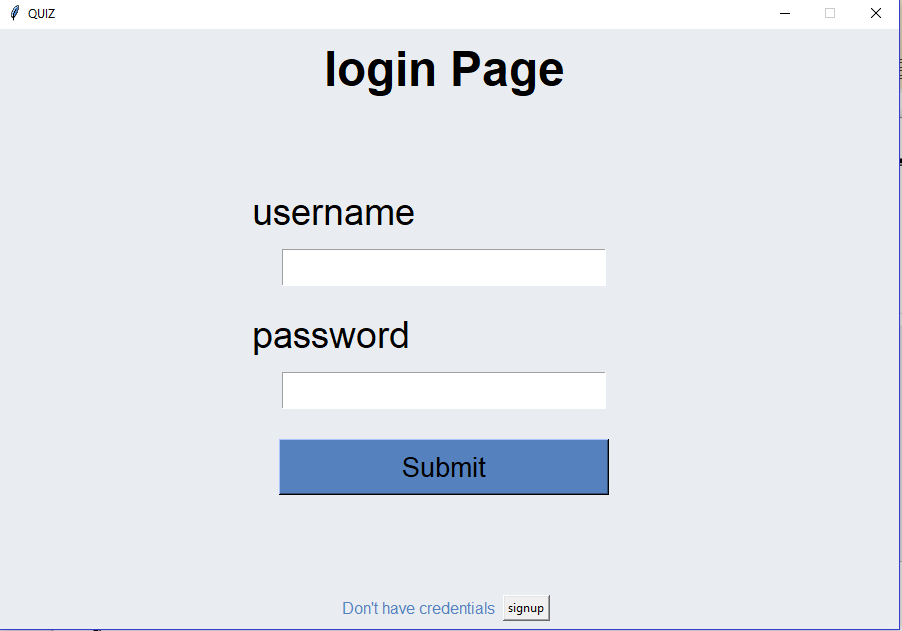 QUIZ
login Page
username
password
Submit
Don't have credentials signup